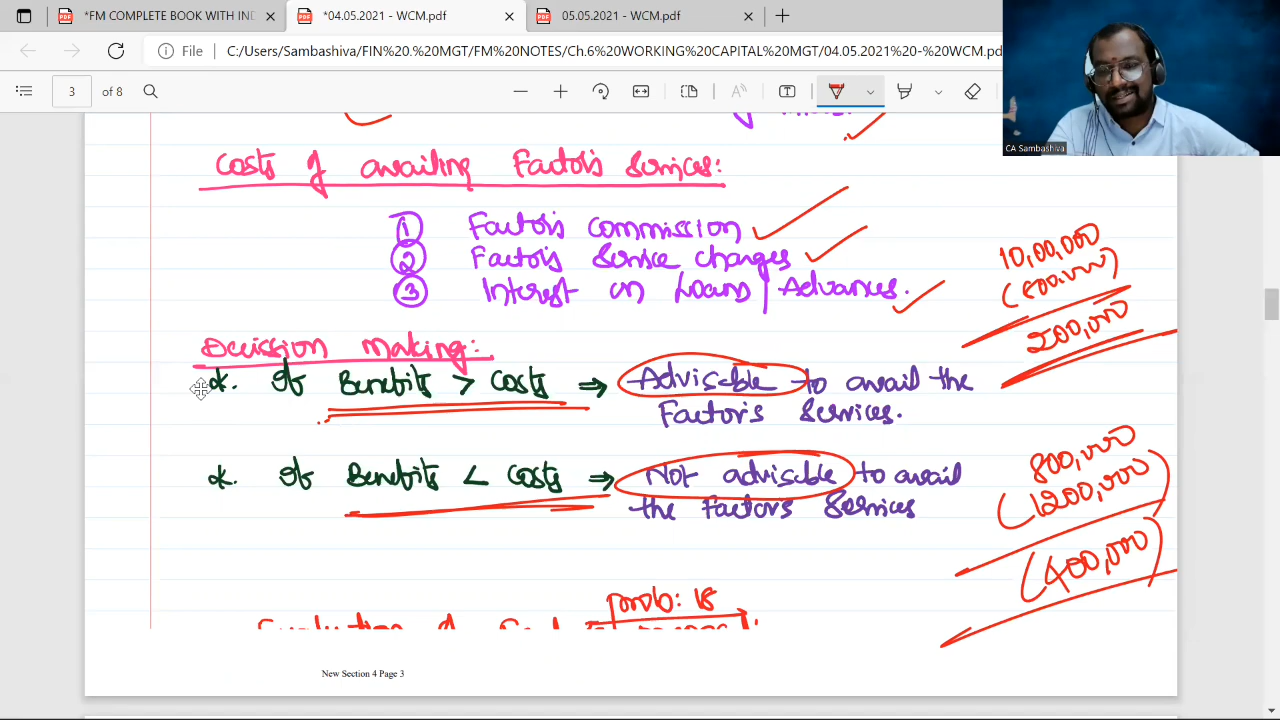 *FM COMPLETE BOOK WITH IND
*04.05.2021 - WCM.pdf
05.05.2021 - WCM.pdf
File
C:/Users/Sambashiva/FIN%20.%20MGT/FM%20NOTES/Ch.6%20WORKING%20CAPITAL%20MGT/04.05.2021%20-%20WCM.pd
3 of 8
CA Sambashiva
Costs of availing Factor's Services:
① Factor's Commission
② Factor's Service charges
③ Interest on Loans / Advances.
10,00,000
200,000
Decission Making:
*. If Benefits > Costs ⇒ Advisable to avail the
Factor's Services.
*. If Benefits < Costs ⇒ Not advisable to avail
the Factor's Services
800,000
(1200,000)
(400,000)
prob: 18
New Section 4 Page 3